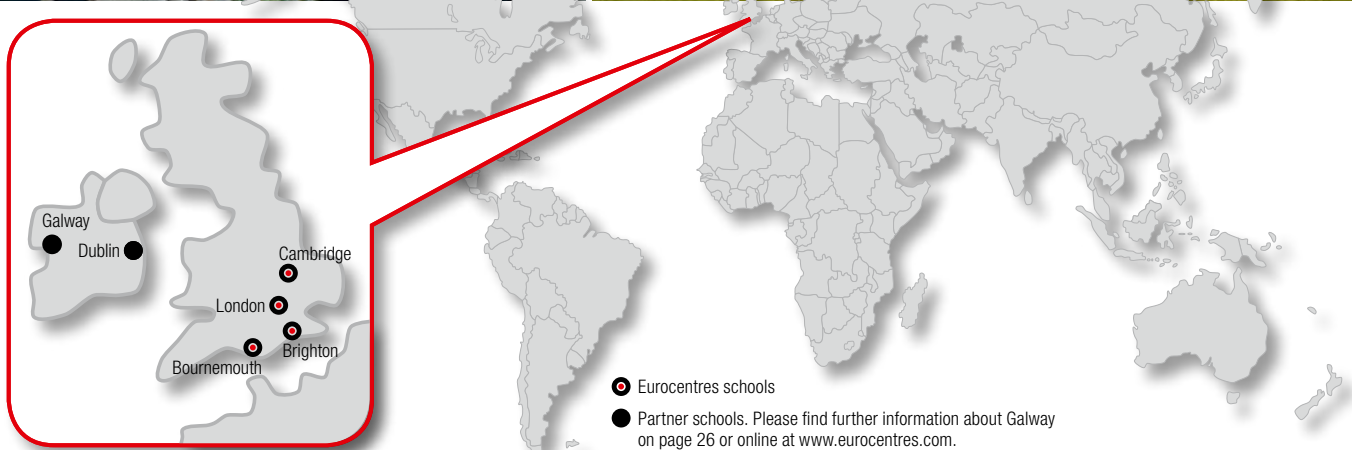 Galway
Dublin
Cambridge
London
Brighton
Bournemouth
Eurocentres schools
Partner schools. Please find further information about Galway
on page 26 or online at www.eurocentres.com.